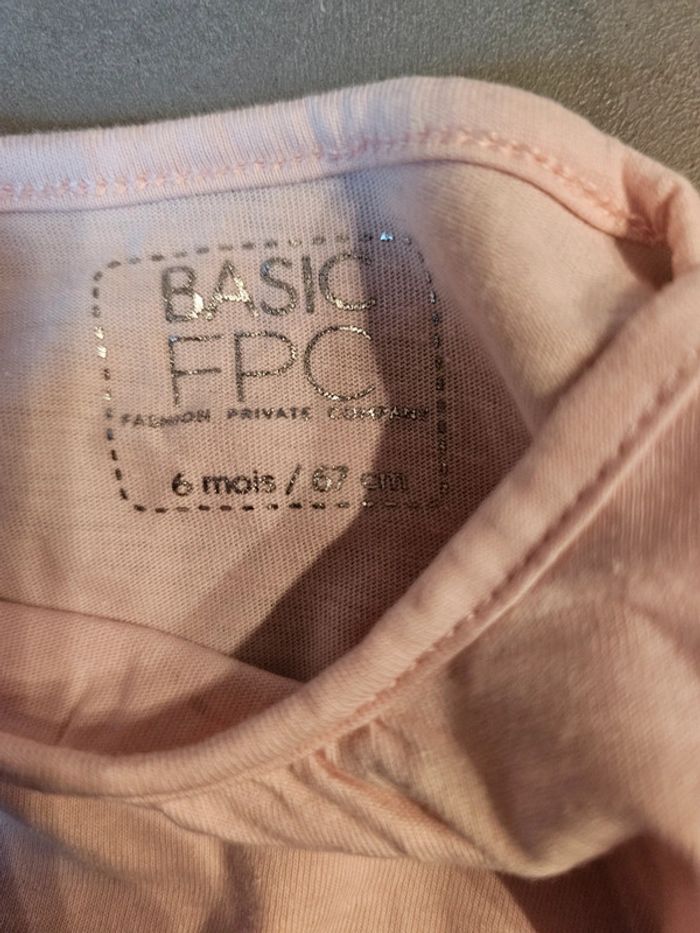 BASIC
FPC
FASHION PRIVATE COMPANY
6 mois / 67 cm